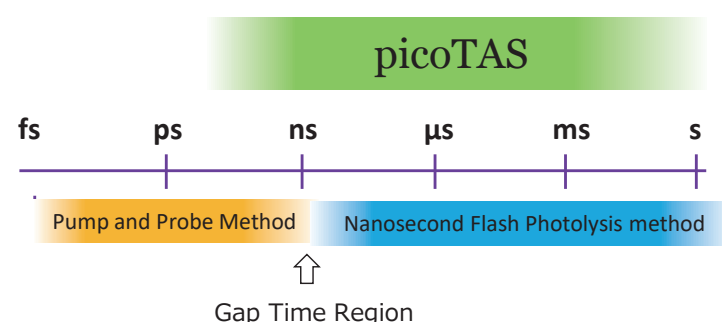 picoTAS
fs ps ns µs ms s
Pump and Probe Method Nanosecond Flash Photolysis method
Gap Time Region